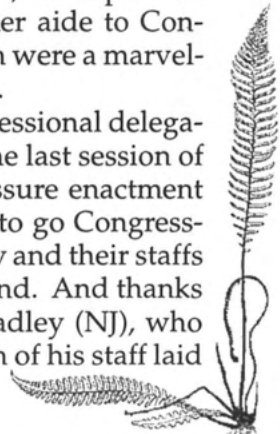 er aide to Con-
n were a marvel-
essional delega-
he last session of
ssure enactment
to go Congress-
y and their staffs
nd. And thanks
adley (NJ), who
n of his staff laid